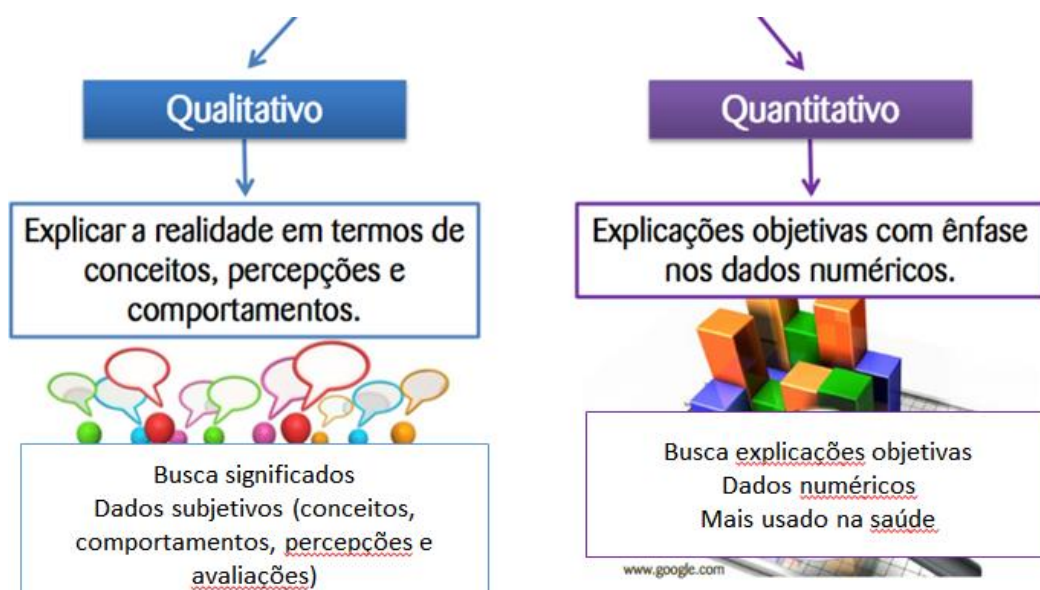 Qualitativo
Explicar a realidade em termos de
conceitos, percepções e
comportamentos.
Busca significados
Dados subjetivos (conceitos,
comportamentos, percepções e
avaliações)
Quantitativo
Explicações objetivas com ênfase
nos dados numéricos.
Busca explicações objetivas
Dados numéricos
Mais usado na saúde
www.google.com